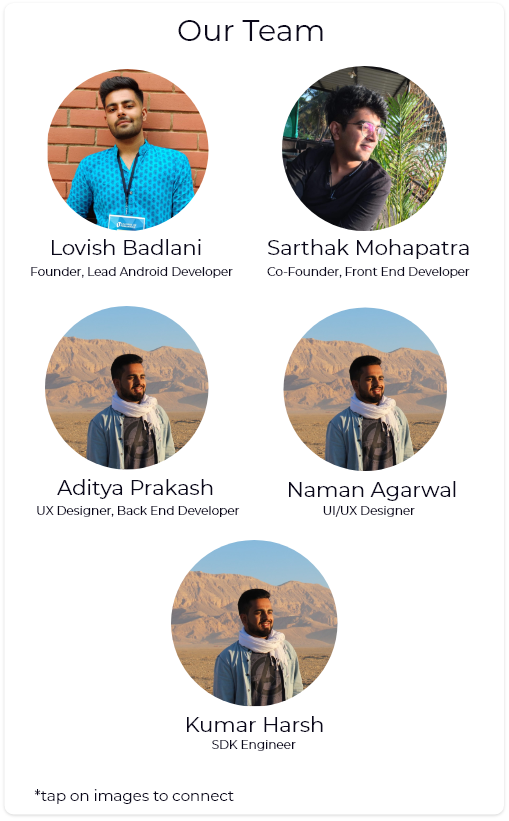 Our Team
Lovish Badlani
Founder, Lead Android Developer
Sarthak Mohapatra
Co-Founder, Front End Developer
Aditya Prakash
UX Designer, Back End Developer
Naman Agarwal
UI/UX Designer
Kumar Harsh
SDK Engineer
*tap on images to connect